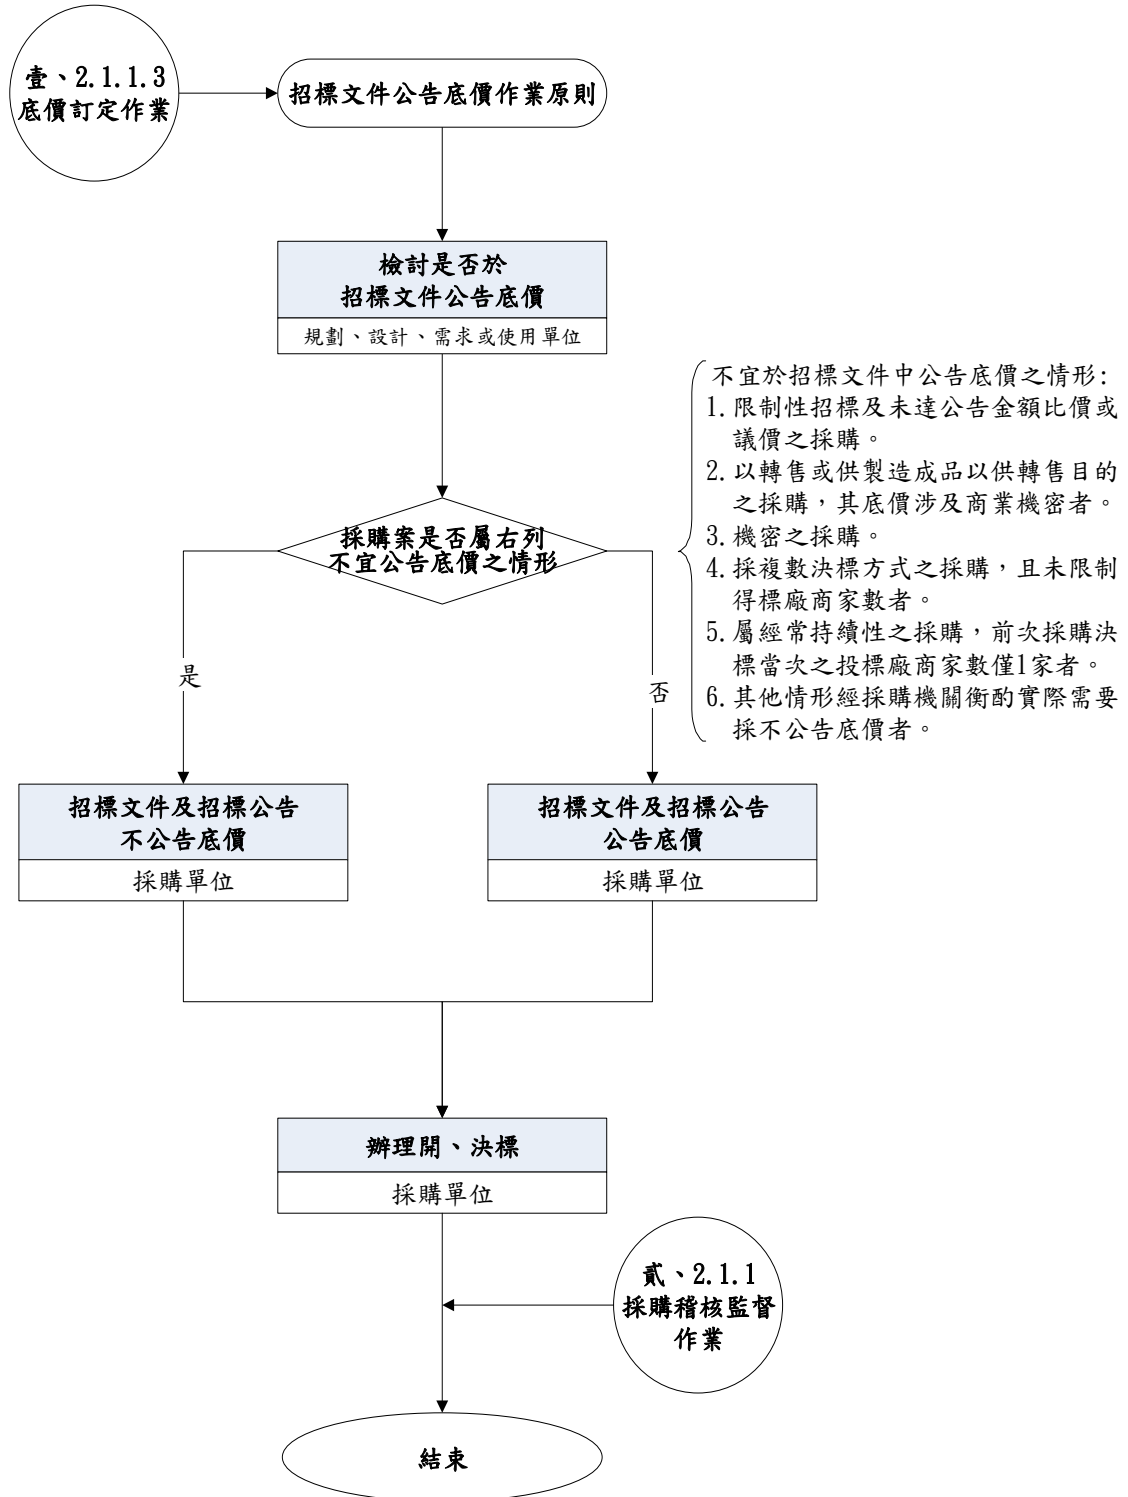 壹、2.1.1.3
底價訂定作業
招標文件公告底價作業原則
檢討是否於
招標文件公告底價
規劃、設計、需求或使用單位
不宜於招標文件中公告底價之情形:
1.限制性招標及未達公告金額比價或
議價之採購。
2.以轉售或供製造成品以供轉售目的
之採購，其底價涉及商業機密者。
3.機密之採購。
4.採複數決標方式之採購，且未限制
得標廠商家數者。
5.屬經常持續性之採購，前次採購決
標當次之投標廠商家數僅1家者。
6.其他情形經採購機關衡酌實際需要
採不公告底價者。
採購案是否屬右列
不宜公告底價之情形
是
否
招標文件及招標公告
不公告底價
採購單位
招標文件及招標公告
公告底價
採購單位
辦理開、決標
採購單位
貳、2.1.1
採購稽核監督
作業
結束